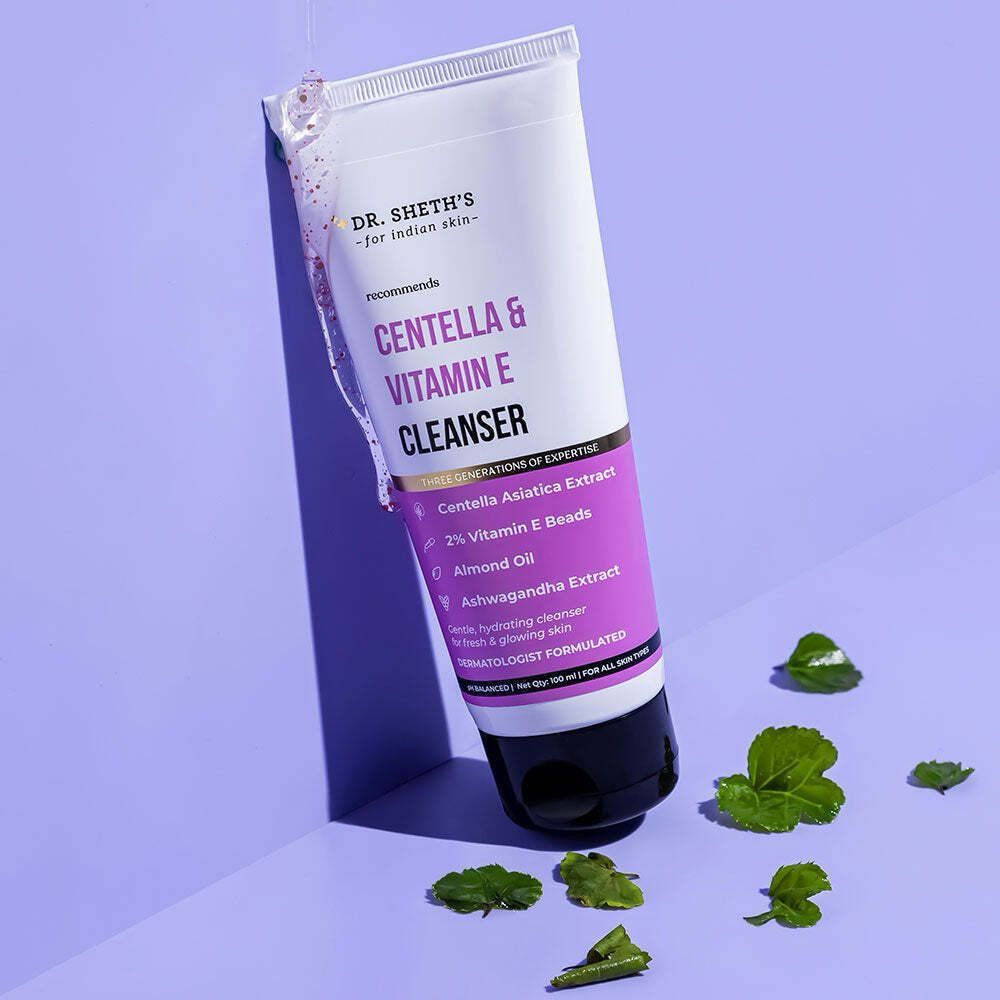 DR. SHETH'S
-for indian skin-
recommends
CENTELLA &
VITAMIN E
CLEANSER
THREE GENERATIONS OF EXPERTISE
Centella Asiatica Extract
2% Vitamin E Beads
Almond Oil
Ashwagandha Extract
Gentle, hydrating cleanser
for fresh & glowing skin
DERMATOLOGIST FORMULATED
pH BALANCED | Net Qty: 100 ml | FOR ALL SKIN TYPES